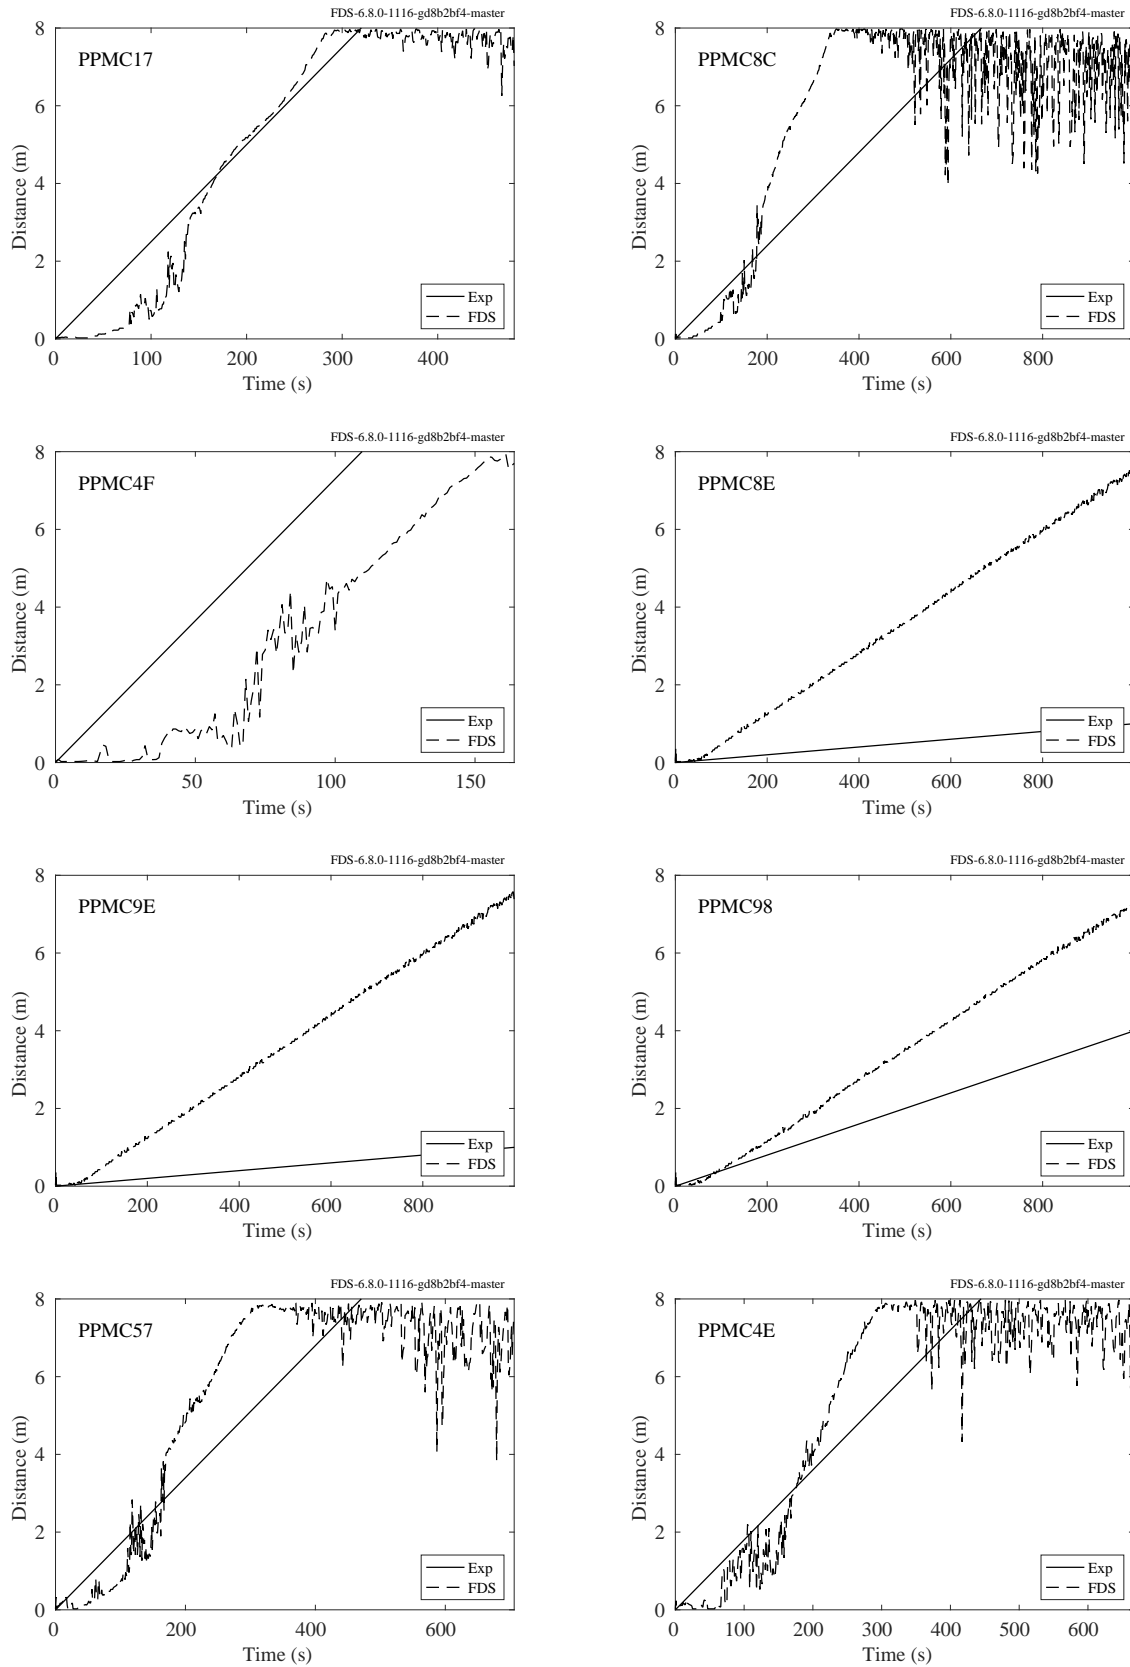 FDS-6.8.0-1116-gd8b2bf4-master
PPMC17
Distance (m)
8
6
4
2
0
Exp
FDS
0 100 200 300 400
Time (s)
FDS-6.8.0-1116-gd8b2bf4-master
PPMC8C
Distance (m)
8
6
4
2
0
Exp
FDS
0 200 400 600 800
Time (s)
FDS-6.8.0-1116-gd8b2bf4-master
PPMC4F
Distance (m)
8
6
4
2
0
Exp
FDS
0 50 100 150
Time (s)
FDS-6.8.0-1116-gd8b2bf4-master
PPMC8E
Distance (m)
8
6
4
2
0
Exp
FDS
0 200 400 600 800
Time (s)
FDS-6.8.0-1116-gd8b2bf4-master
PPMC9E
Distance (m)
8
6
4
2
0
Exp
FDS
0 200 400 600 800
Time (s)
FDS-6.8.0-1116-gd8b2bf4-master
PPMC98
Distance (m)
8
6
4
2
0
Exp
FDS
0 200 400 600 800
Time (s)
FDS-6.8.0-1116-gd8b2bf4-master
PPMC57
Distance (m)
8
6
4
2
0
Exp
FDS
0 200 400 600
Time (s)
FDS-6.8.0-1116-gd8b2bf4-master
PPMC4E
Distance (m)
8
6
4
2
0
Exp
FDS
0 100 200 300 400 500 600
Time (s)